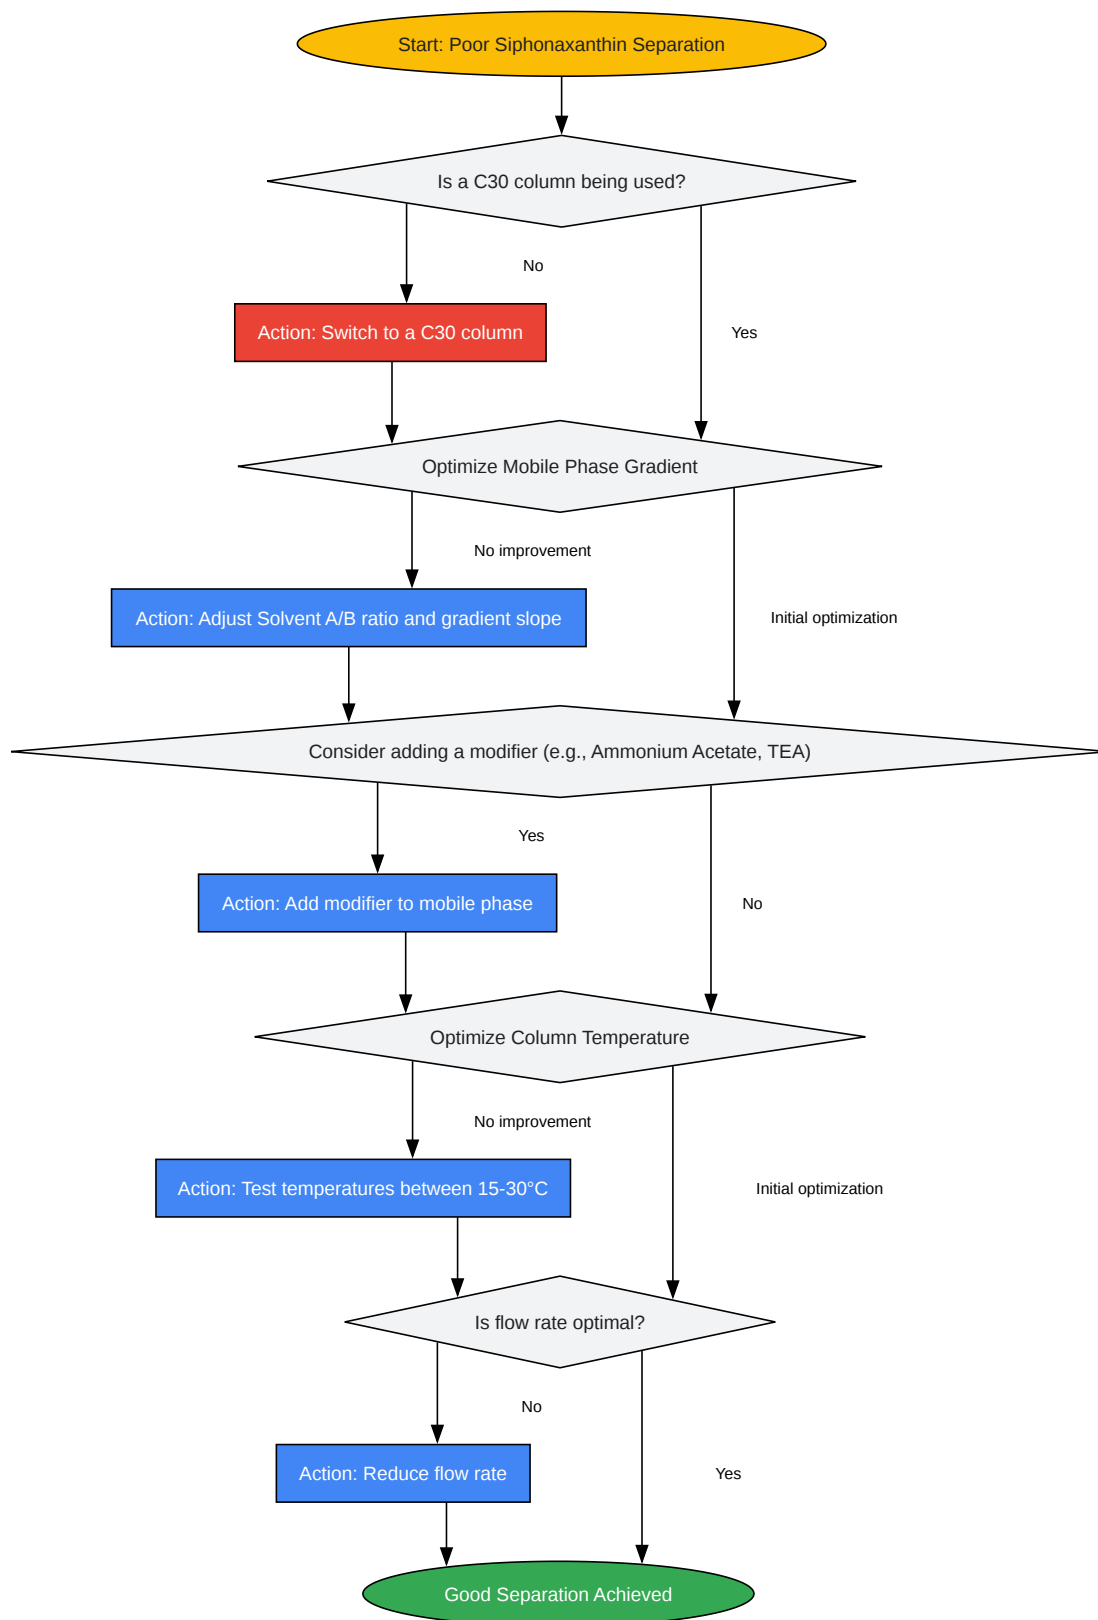 Start: Poor Siphonaxanthin Separation
Is a C30 column being used?
No
Action: Switch to a C30 column
Yes
Optimize Mobile Phase Gradient
No improvement
Action: Adjust Solvent A/B ratio and gradient slope
Initial optimization
Consider adding a modifier (e.g., Ammonium Acetate, TEA)
Yes
Action: Add modifier to mobile phase
No
Optimize Column Temperature
No improvement
Action: Test temperatures between 15-30°C
Initial optimization
Is flow rate optimal?
No
Action: Reduce flow rate
Yes
Good Separation Achieved